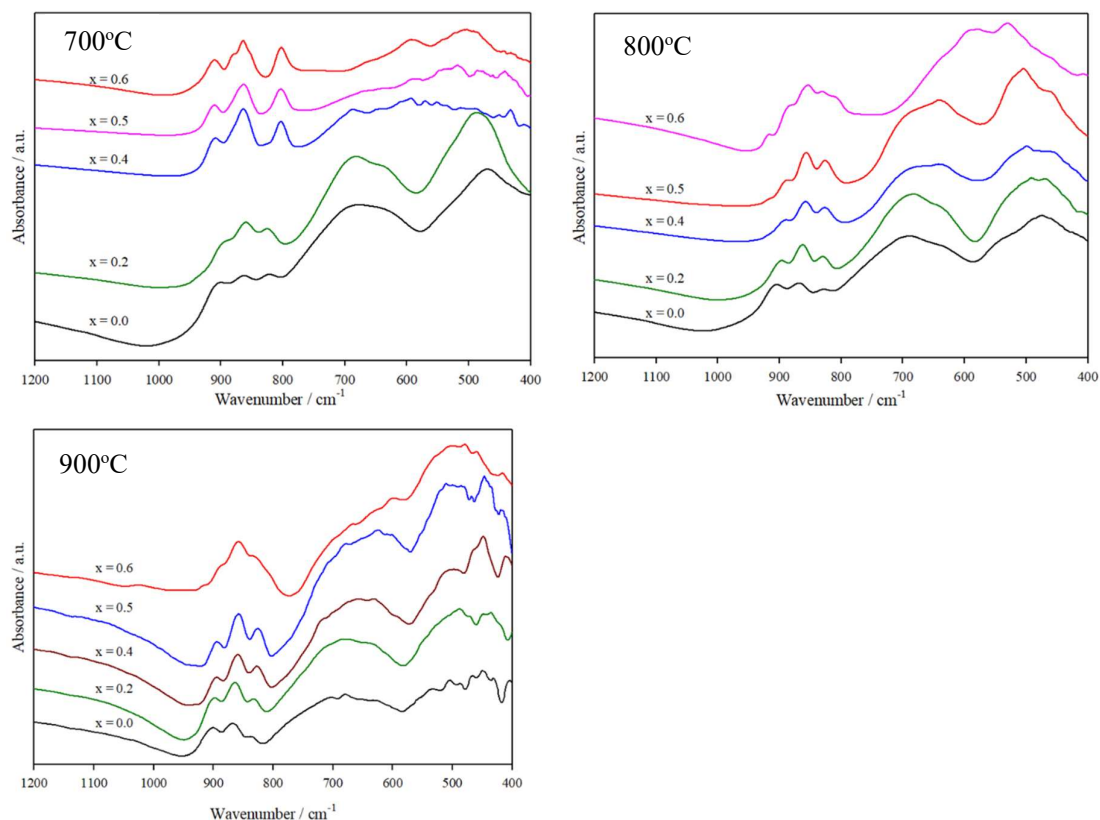 700°C
x = 0.6
x = 0.5
x = 0.4
x = 0.2
x = 0.0
Absorbance / a.u.
1200 1100 1000 900 800 700 600 500 400
Wavenumber / cm⁻¹
800°C
x = 0.6
x = 0.5
x = 0.4
x = 0.2
x = 0.0
Absorbance / a.u.
1200 1100 1000 900 800 700 600 500 400
Wavenumber / cm⁻¹
900°C
x = 0.6
x = 0.5
x = 0.4
x = 0.2
x = 0.0
Absorbance / a.u.
1200 1100 1000 900 800 700 600 500 400
Wavenumber / cm⁻¹